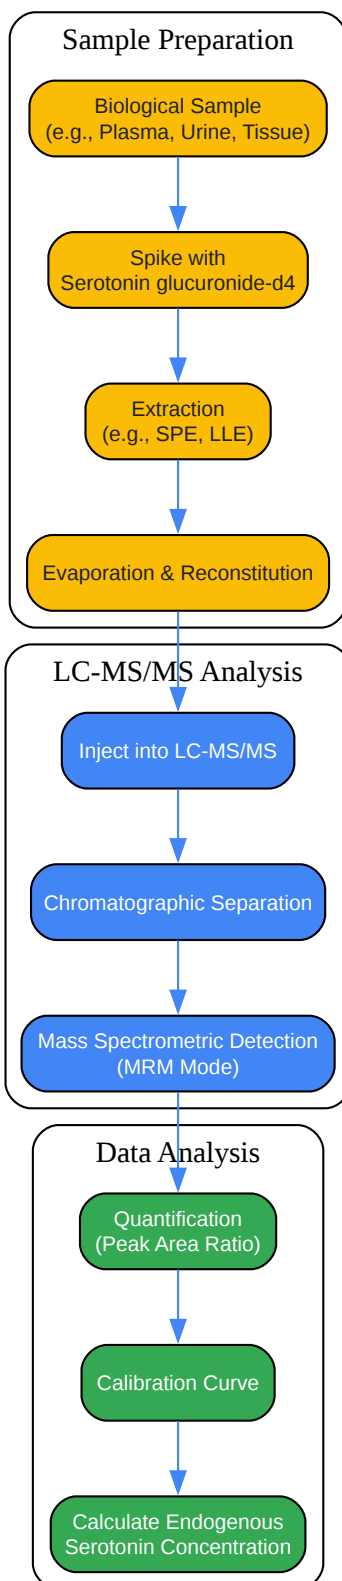 Sample Preparation
Biological Sample
(e.g., Plasma, Urine, Tissue)
Spike with
Serotonin glucuronide-d4
Extraction
(e.g., SPE, LLE)
Evaporation & Reconstitution
LC-MS/MS Analysis
Inject into LC-MS/MS
Chromatographic Separation
Mass Spectrometric Detection
(MRM Mode)
Data Analysis
Quantification
(Peak Area Ratio)
Calibration Curve
Calculate Endogenous
Serotonin Concentration